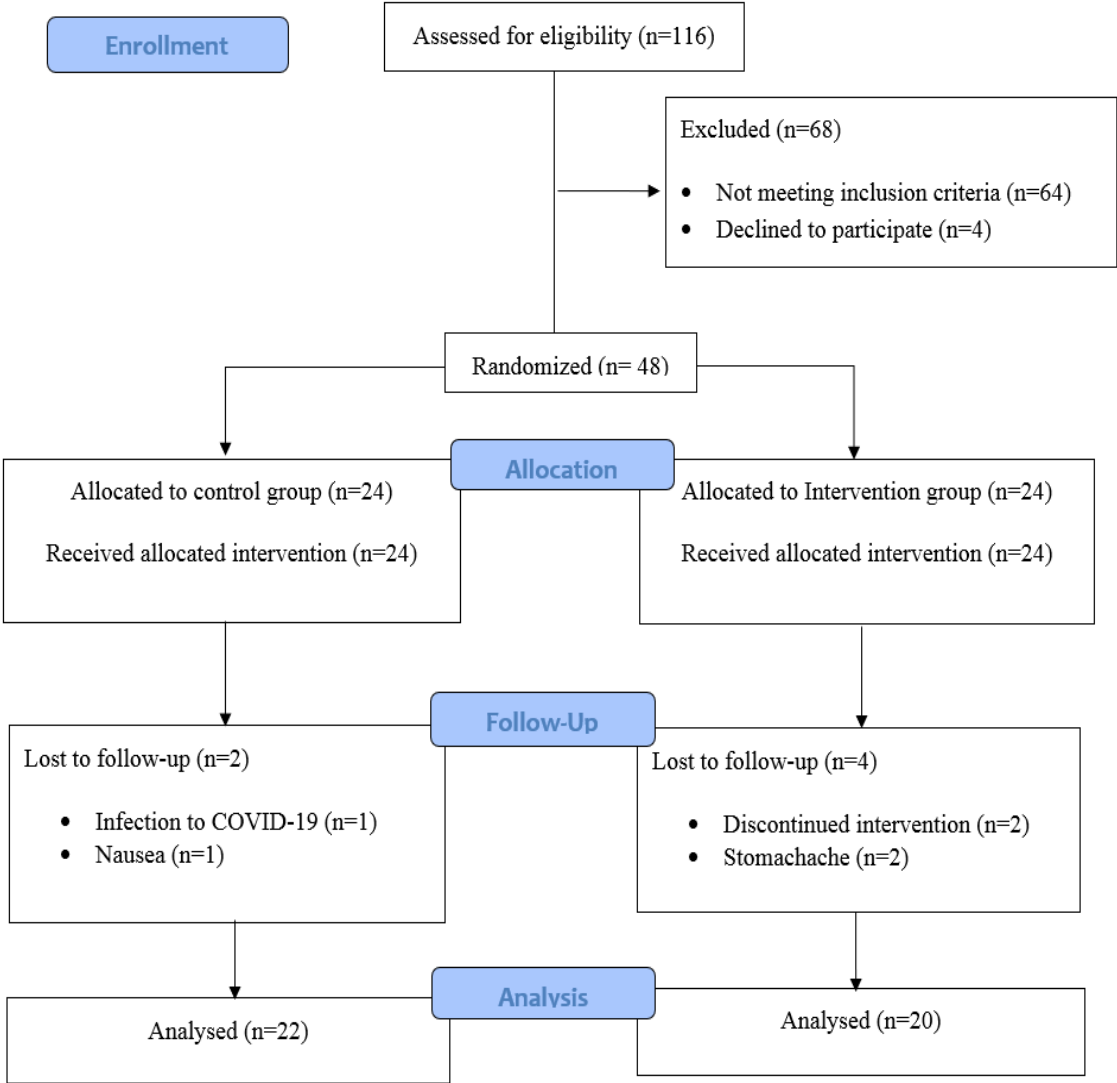 Enrollment
Assessed for eligibility (n=116)
Excluded (n=68)
• Not meeting inclusion criteria (n=64)
• Declined to participate (n=4)
Randomized (n= 48)
Allocation
Allocated to control group (n=24)
Received allocated intervention (n=24)
Allocated to Intervention group (n=24)
Received allocated intervention (n=24)
Follow-Up
Lost to follow-up (n=2)
• Infection to COVID-19 (n=1)
• Nausea (n=1)
Lost to follow-up (n=4)
• Discontinued intervention (n=2)
• Stomachache (n=2)
Analysis
Analysed (n=22)
Analysed (n=20)